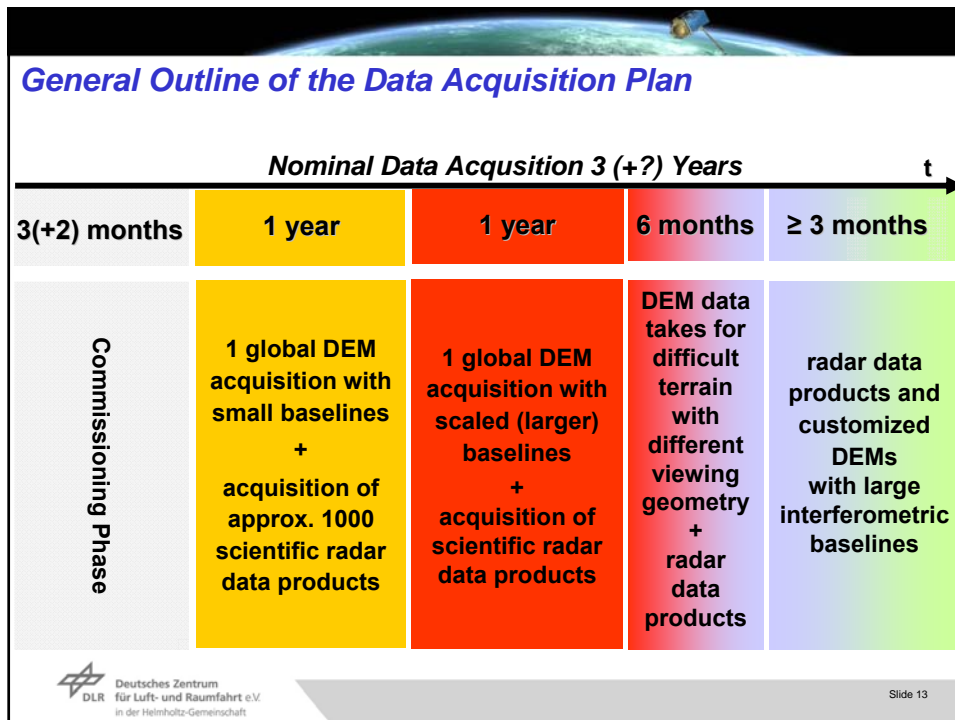 General Outline of the Data Acquisition Plan
Nominal Data Acqusition 3 (+?) Years
t
3(+2) months
1 year
1 year
6 months
≥ 3 months
Commissioning Phase
1 global DEM
acquisition with
small baselines
+
acquisition of
approx. 1000
scientific radar
data products
1 global DEM
acquisition with
scaled (larger)
baselines
+
acquisition of
scientific radar
data products
DEM data
takes for
difficult
terrain
with
different
viewing
geometry
+
radar
data
products
radar data
products and
customized
DEMs
with large
interferometric
baselines
DLR
Deutsches Zentrum
für Luft- und Raumfahrt e.V.
in der Helmholtz-Gemeinschaft
Slide 13